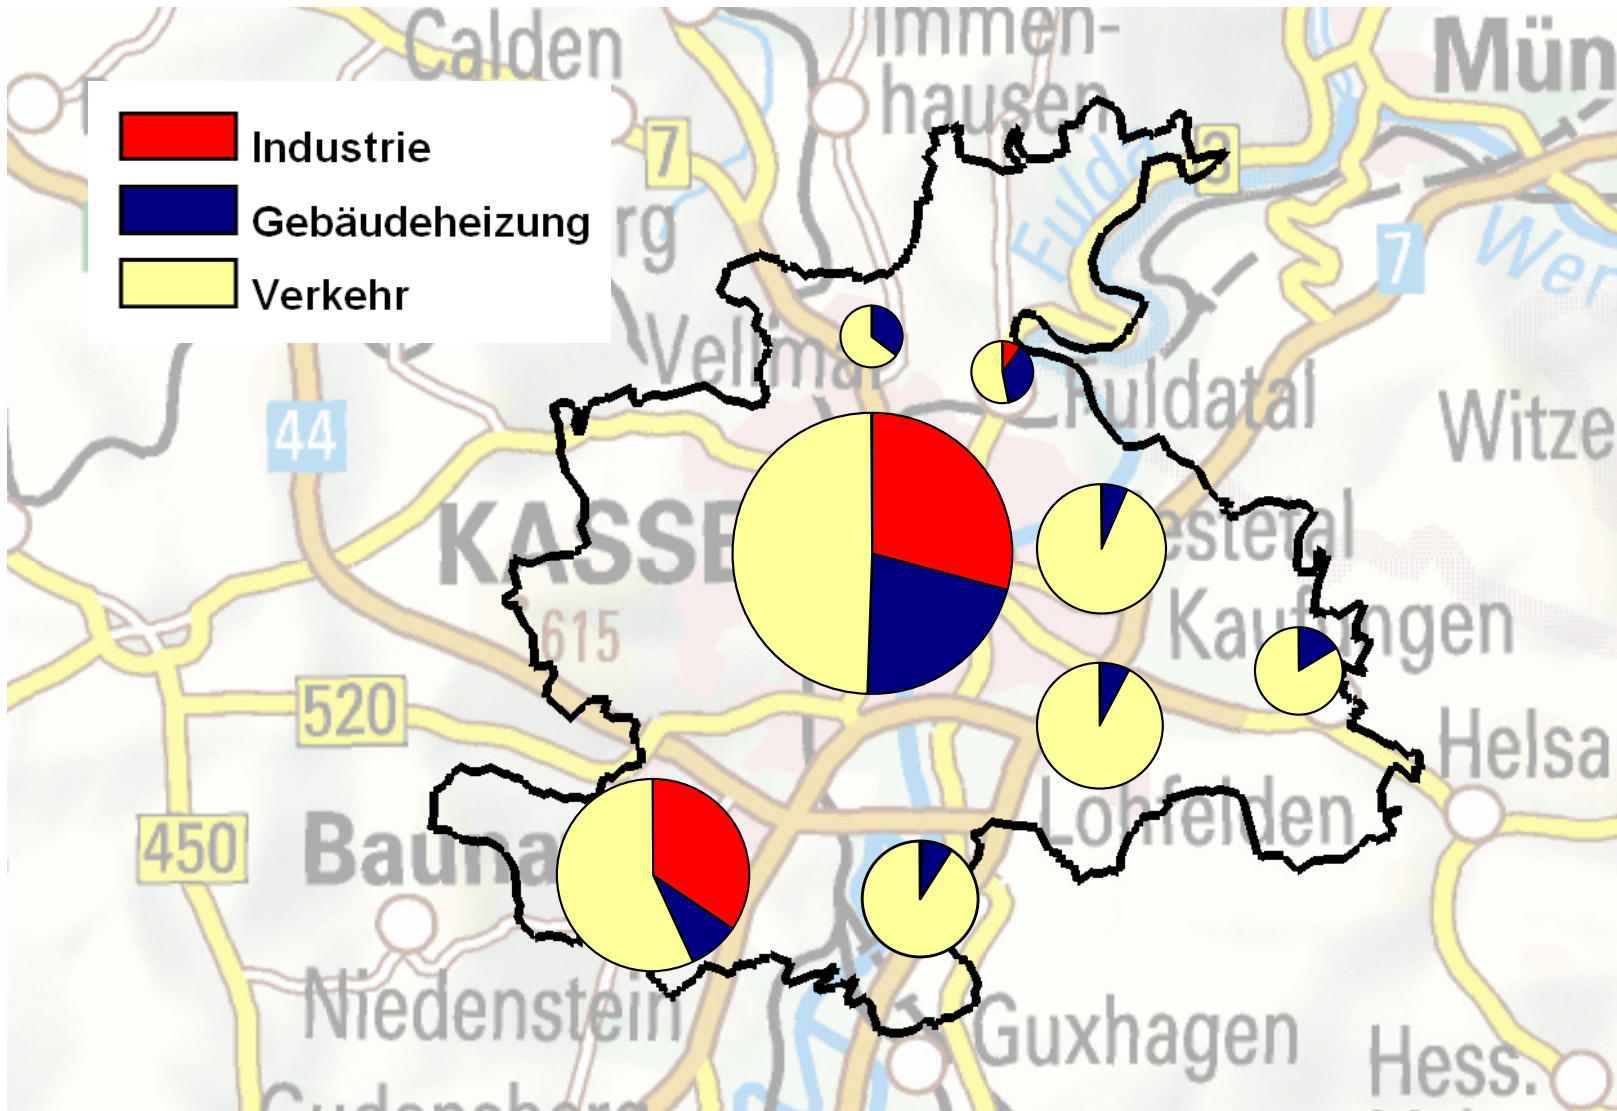 Calden
Immen-
hausen
Mün
Industrie
Gebäudeheizung
Verkehr
7
3
rg
Fulda
7
Wer
Vellmar
Fuldatal
44
Witze
KASSE
estetal
615
Kaufungen
520
Helsa
450
Bauna
Lohfelden
Niedenstein
Guxhagen
Hess.